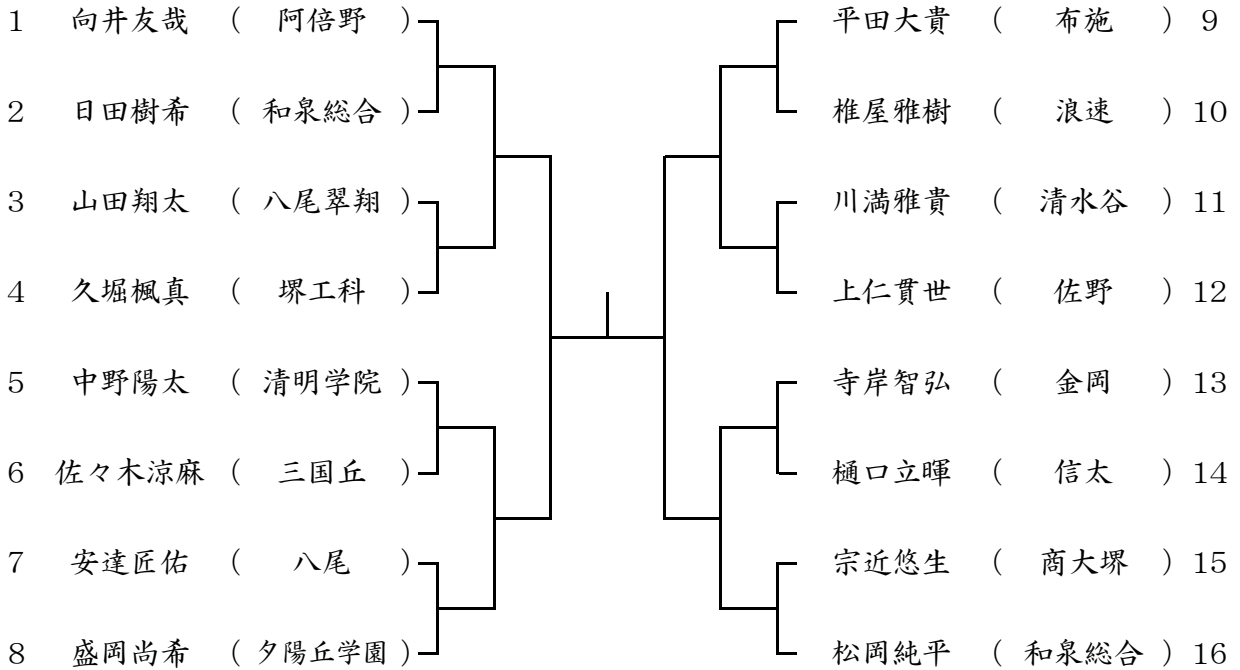 1 向井友哉 ( 阿倍野 ) 平田大貴 ( 布施 ) 9
2 日田樹希 ( 和泉総合 ) 椎屋雅樹 ( 浪速 ) 10
3 山田翔太 ( 八尾翠翔 ) 川満雅貴 ( 清水谷 ) 11
4 久堀楓真 ( 堺工科 ) 上仁貫世 ( 佐野 ) 12
5 中野陽太 ( 清明学院 ) 寺岸智弘 ( 金岡 ) 13
6 佐々木涼麻 ( 三国丘 ) 樋口立暉 ( 信太 ) 14
7 安達匠佑 ( 八尾 ) 宗近悠生 ( 商大堺 ) 15
8 盛岡尚希 ( 夕陽丘学園 ) 松岡純平 ( 和泉総合 ) 16